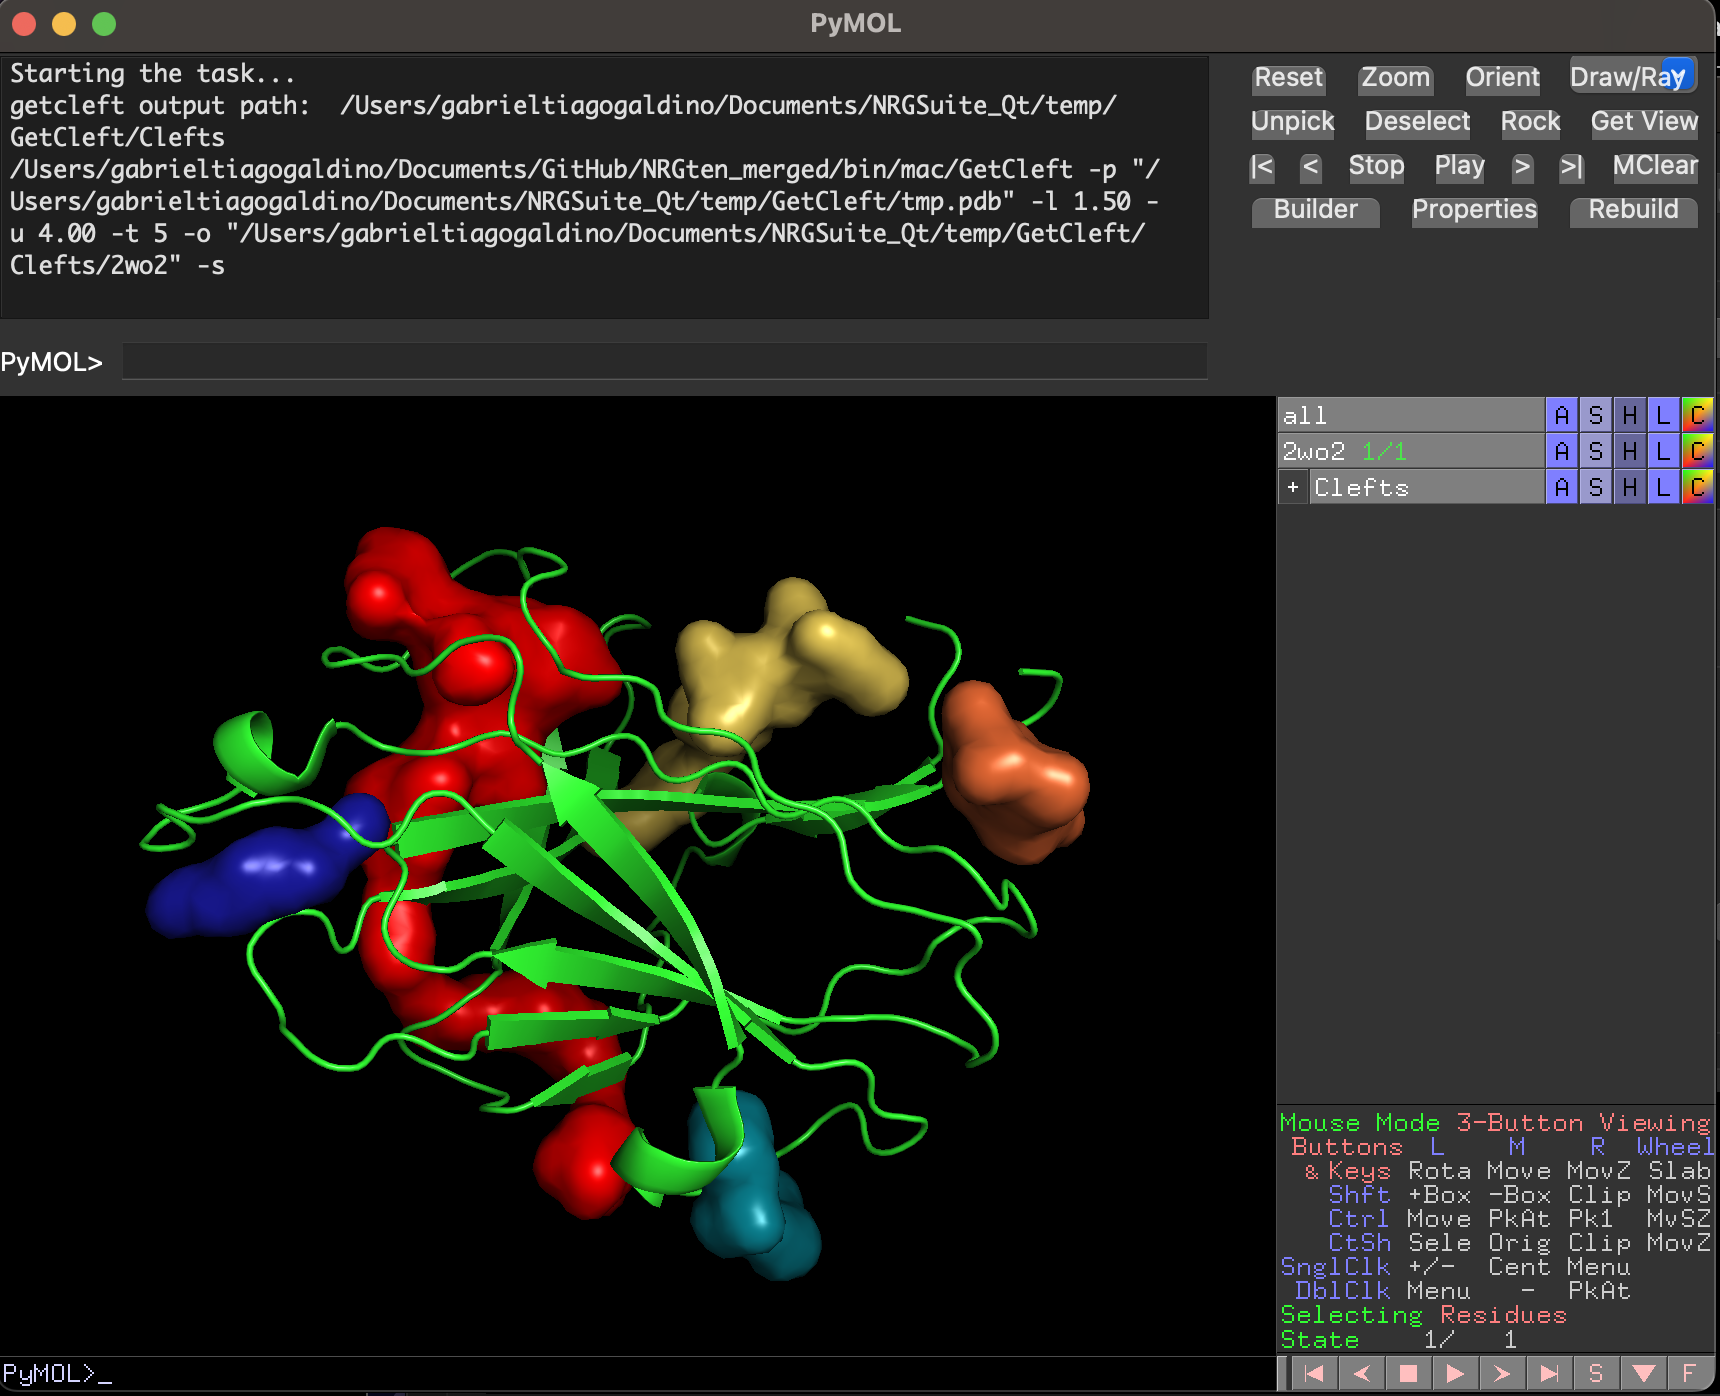 PyMOL
Starting the task...
getcleft output path:  /Users/gabrieltiagogaldino/Documents/NRGSuite_Qt/temp/
GetCleft/Clefts
/Users/gabrieltiagogaldino/Documents/GitHub/NRGten_merged/bin/mac/GetCleft -p "/
Users/gabrieltiagogaldino/Documents/NRGSuite_Qt/temp/GetCleft/tmp.pdb" -l 1.50 -
u 4.00 -t 5 -o "/Users/gabrieltiagogaldino/Documents/NRGSuite_Qt/temp/GetCleft/
Clefts/2wo2" -s
PyMOL>
Reset Zoom Orient Draw/Ray
Unpick Deselect Rock Get View
|< < Stop Play > >| MClear
Builder Properties Rebuild
all A S H L C
2wo2 1/1 A S H L C
+ Clefts A S H L C
Mouse Mode 3-Button Viewing
Buttons L M R Wheel
& Keys Rota Move MovZ Slab
Shft +Box -Box Clip MovS
Ctrl Move PkAt Pk1 MvSZ
CtSh Sele Orig Clip MovZ
SnglClk +/- Cent Menu
DblClk Menu - PkAt
Selecting Residues
State 1/ 1
PyMOL>_
S F